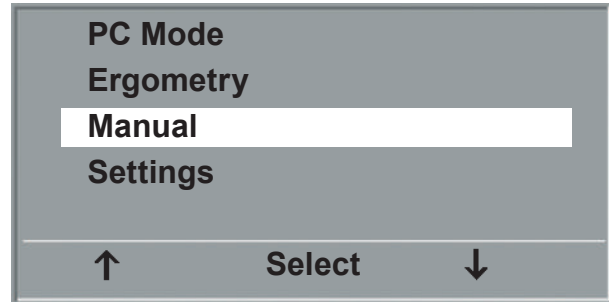 PC Mode
Ergometry
Manual
Settings
↑ Select ↓